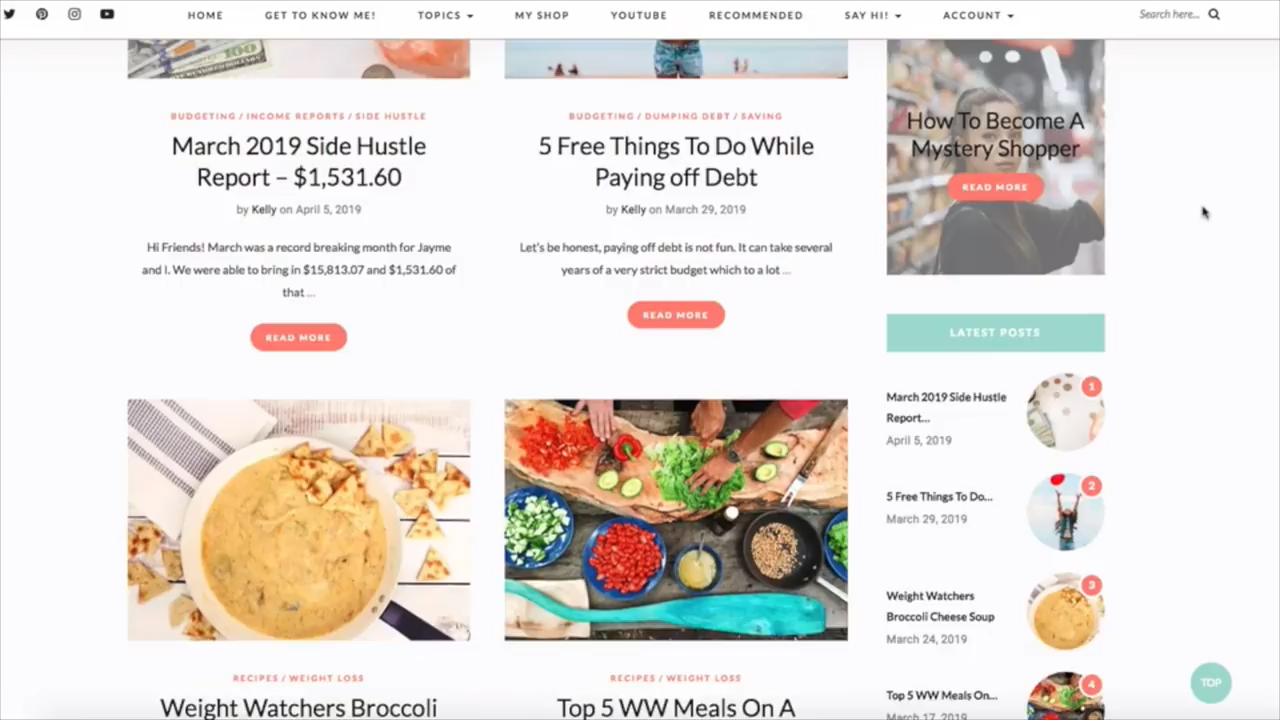 HOME
GET TO KNOW ME!
TOPICS
MY SHOP
YOUTUBE
RECOMMENDED
SAY HI!
ACCOUNT
Search here...
100
BUDGETING / INCOME REPORTS / SIDE HUSTLE
March 2019 Side Hustle
Report – $1,531.60
by Kelly on April 5, 2019
Hi Friends! March was a record breaking month for Jayme
and I. We were able to bring in $15,813.07 and $1,531.60 of
that ...
READ MORE
BUDGETING / DUMPING DEBT / SAVING
5 Free Things To Do While
Paying off Debt
by Kelly on March 29, 2019
Let's be honest, paying off debt is not fun. It can take several
years of a very strict budget which to a lot ...
READ MORE
How To Become A
Mystery Shopper
READ MORE
LATEST POSTS
March 2019 Side Hustle
Report...
April 5, 2019
1
5 Free Things To Do...
March 29, 2019
2
Weight Watchers
Broccoli Cheese Soup
March 24, 2019
3
Top 5 WW Meals On...
March 17, 2019
4
RECIPES / WEIGHT LOSS
Weight Watchers Broccoli
RECIPES / WEIGHT LOSS
Top 5 WW Meals On A
TOP